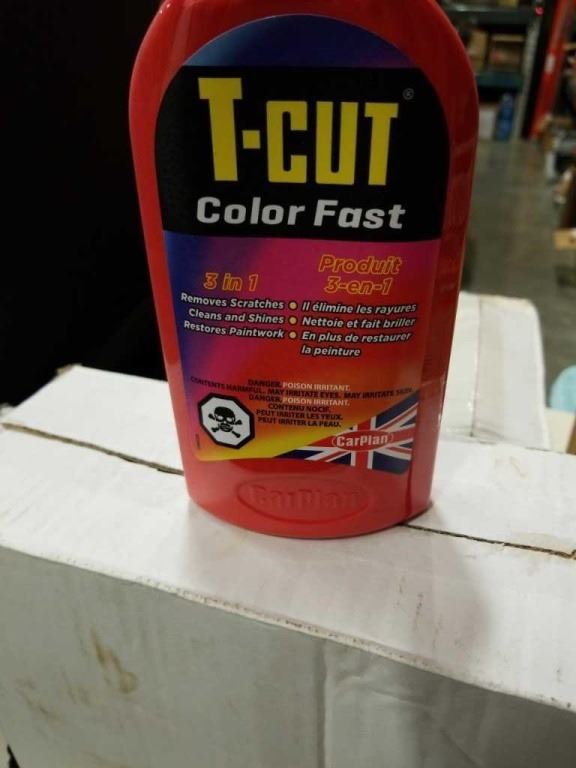 T-CUT®
Color Fast
3 in 1
Removes Scratches
Cleans and Shines
Restores Paintwork
Produit
3-en-1
Il élimine les rayures
Nettoie et fait briller
En plus de restaurer
la peinture
DANGER, POISON IRRITANT.
CONTENTS HARMFUL. MAY IRRITATE EYES. MAY IRRITATE SKIN.
DANGER, POISON IRRITANT.
CONTENU NOCIF.
PEUT IRRITER LES YEUX.
PEUT IRRITER LA PEAU.
CarPlan
CarPlan